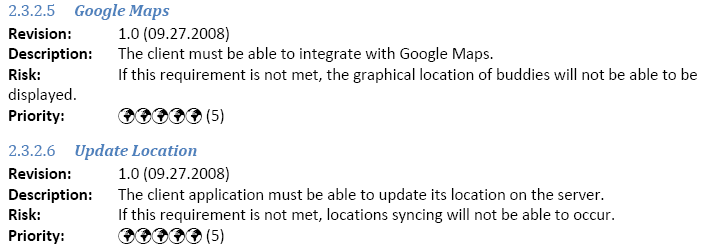 2.3.2.5 Google Maps
Revision: 1.0 (09.27.2008)
Description: The client must be able to integrate with Google Maps.
Risk: If this requirement is not met, the graphical location of buddies will not be able to be
displayed.
Priority: (5)
2.3.2.6 Update Location
Revision: 1.0 (09.27.2008)
Description: The client application must be able to update its location on the server.
Risk: If this requirement is not met, locations syncing will not be able to occur.
Priority: (5)